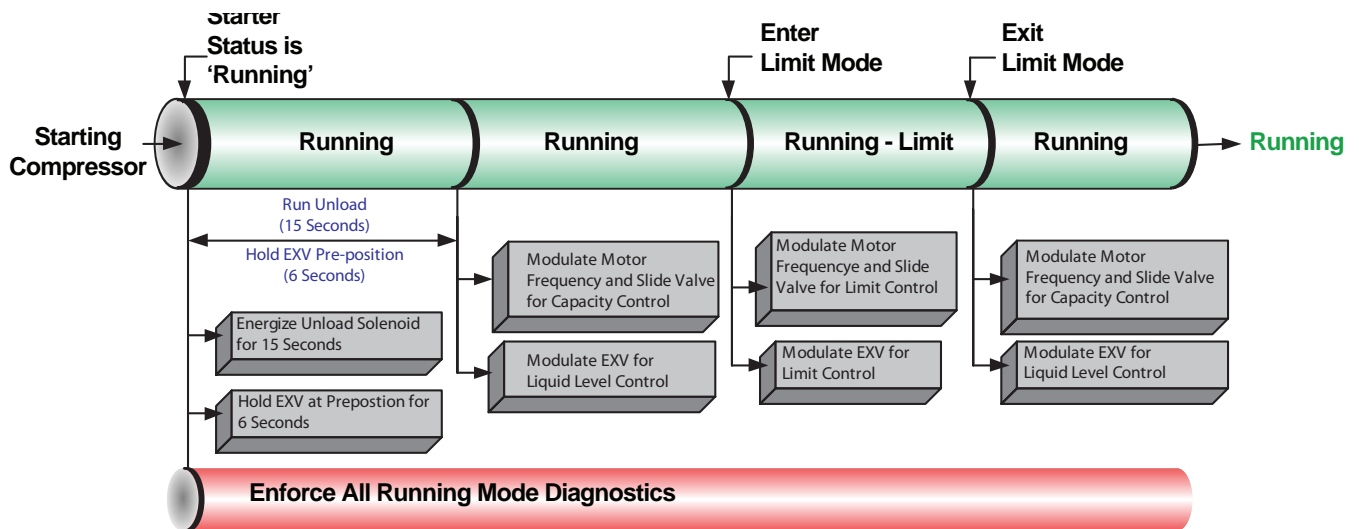 Starter
Status is
‘Running’
Enter
Limit Mode
Exit
Limit Mode
Starting
Compressor
Running
Running
Running - Limit
Running
Running
Run Unload
(15 Seconds)
Hold EXV Pre-position
(6 Seconds)
Energize Unload Solenoid
for 15 Seconds
Hold EXV at Prepostion for
6 Seconds
Modulate Motor
Frequency and Slide Valve
for Capacity Control
Modulate EXV for
Liquid Level Control
Modulate Motor
Frequencye and Slide
Valve for Limit Control
Modulate EXV for
Limit Control
Modulate Motor
Frequency and Slide Valve
for Capacity Control
Modulate EXV for
Liquid Level Control
Enforce All Running Mode Diagnostics